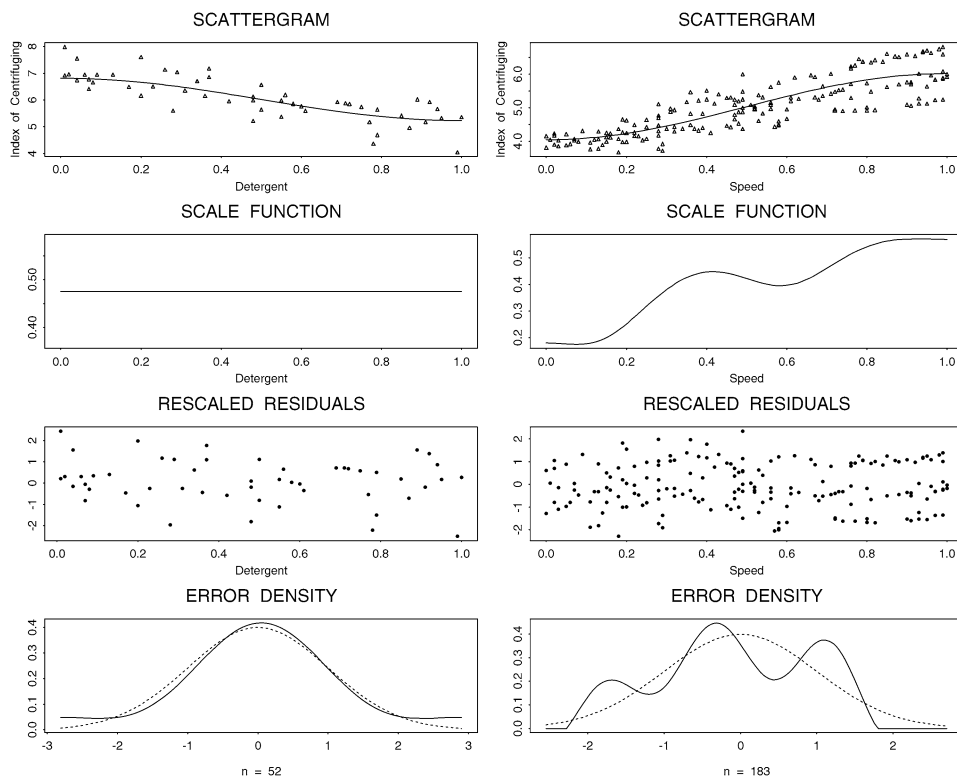 SCATTERGRAM
Index of Centrifuging
8
7
6
5
4
0.0 0.2 0.4 0.6 0.8 1.0
Detergent
SCATTERGRAM
Index of Centrifuging
6.0
5.0
4.0
0.0 0.2 0.4 0.6 0.8 1.0
Speed
SCALE FUNCTION
0.50
0.40
0.0 0.2 0.4 0.6 0.8 1.0
Detergent
SCALE FUNCTION
0.5
0.4
0.3
0.2
0.0 0.2 0.4 0.6 0.8 1.0
Speed
RESCALED RESIDUALS
2
1
0
-1
-2
0.0 0.2 0.4 0.6 0.8 1.0
Detergent
RESCALED RESIDUALS
2
1
0
-1
-2
0.0 0.2 0.4 0.6 0.8 1.0
Speed
ERROR DENSITY
0.4
0.3
0.2
0.1
0.0
-3 -2 -1 0 1 2 3
n = 52
ERROR DENSITY
0.4
0.3
0.2
0.1
0.0
-2 -1 0 1 2
n = 183